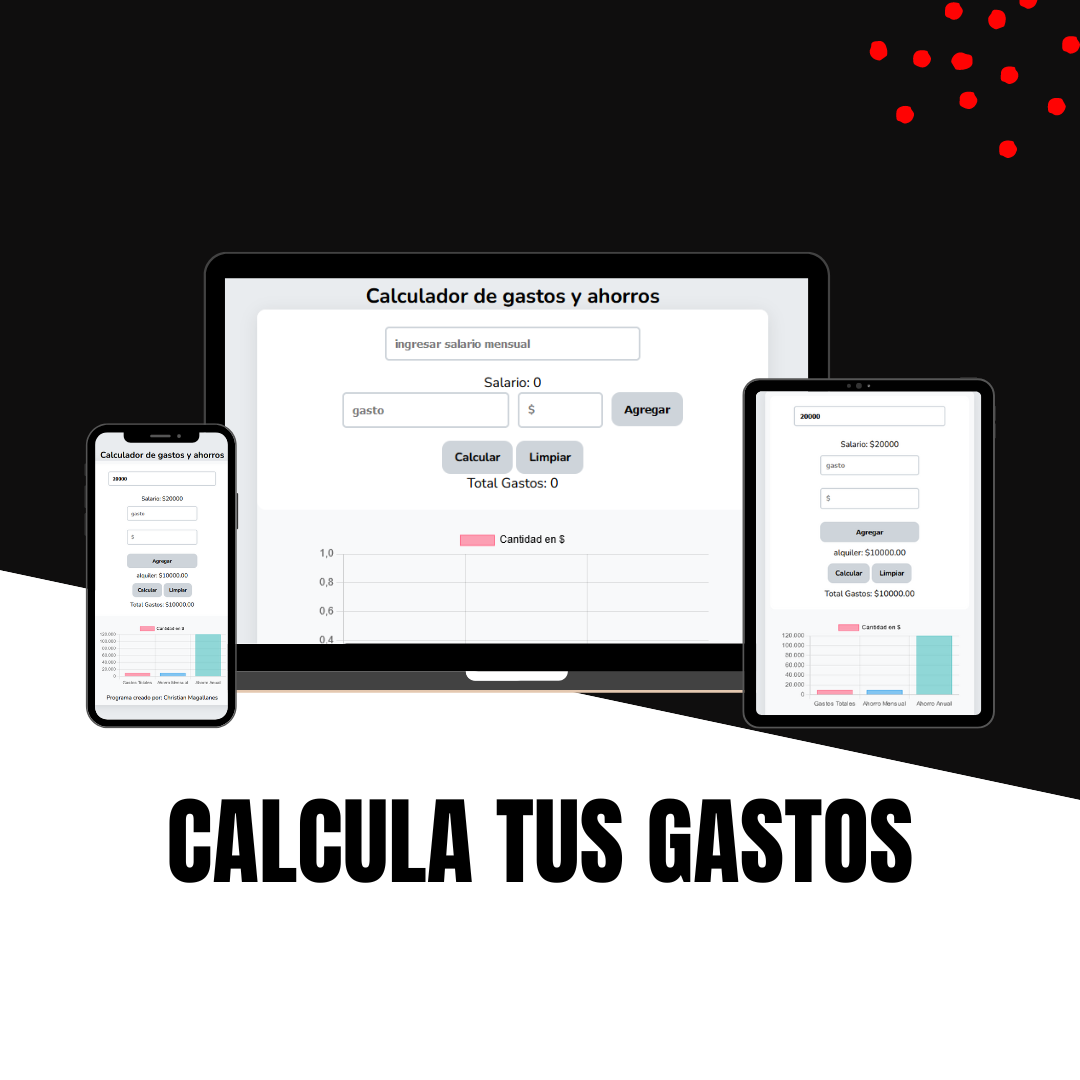 Calculador de gastos y ahorros
ingresar salario mensual
Salario: 0
gasto $ Agregar
Calcular Limpiar
Total Gastos: 0
Cantidad en $
1,0
0,8
0,6
0,4
Calculador de gastos y ahorros
20000
Salario: $20000
gasto
$
Agregar
alquiler: $10000.00
Calcular Limpiar
Total Gastos: $10000.00
Cantidad en $
120.000
100.000
80.000
60.000
40.000
20.000
0
Gastos Totales Ahorro Mensual Ahorro Anual
Programa creado por: Christian Magallanes
20000
Salario: $20000
gasto
$
Agregar
alquiler: $10000.00
Calcular Limpiar
Total Gastos: $10000.00
Cantidad en $
120.000
100.000
80.000
60.000
40.000
20.000
0
Gastos Totales Ahorro Mensual Ahorro Anual
CALCULA TUS GASTOS